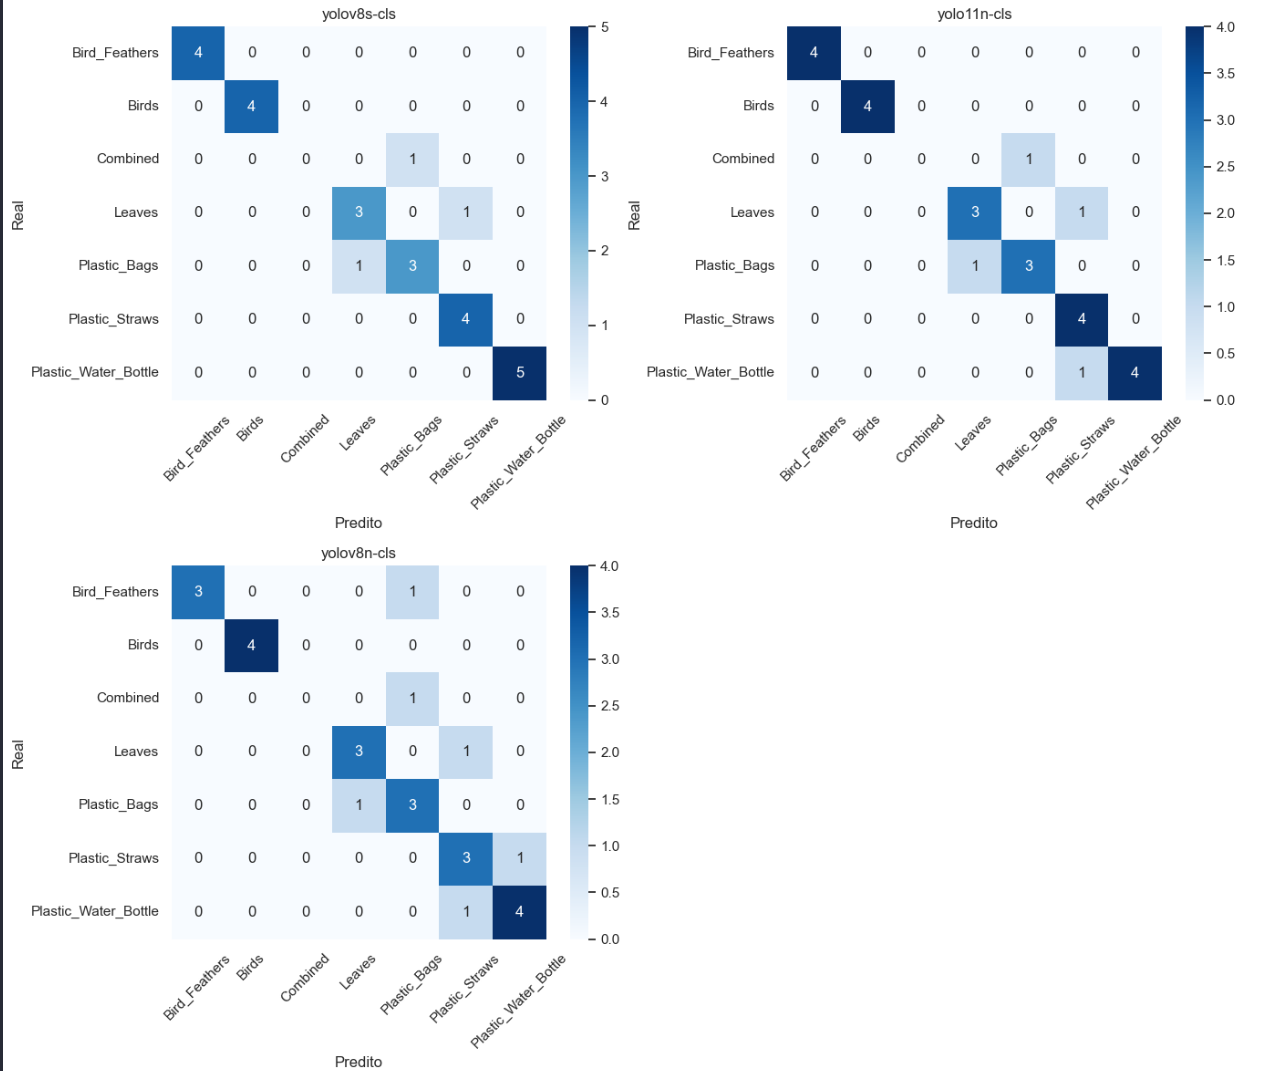 yolov8s-cls
Real
Bird_Feathers 4 0 0 0 0 0 0
Birds 0 4 0 0 0 0 0
Combined 0 0 0 0 1 0 0
Leaves 0 0 0 3 0 1 0
Plastic_Bags 0 0 0 1 3 0 0
Plastic_Straws 0 0 0 0 0 4 0
Plastic_Water_Bottle 0 0 0 0 0 0 5
Bird_Feathers Birds Combined Leaves Plastic_Bags Plastic_Straws Plastic_Water_Bottle
Predito
5
4
3
2
1
0
yolo11n-cls
Real
Bird_Feathers 4 0 0 0 0 0 0
Birds 0 4 0 0 0 0 0
Combined 0 0 0 0 1 0 0
Leaves 0 0 0 3 0 1 0
Plastic_Bags 0 0 0 1 3 0 0
Plastic_Straws 0 0 0 0 0 4 0
Plastic_Water_Bottle 0 0 0 0 0 1 4
Bird_Feathers Birds Combined Leaves Plastic_Bags Plastic_Straws Plastic_Water_Bottle
Predito
4.0
3.5
3.0
2.5
2.0
1.5
1.0
0.5
0.0
yolov8n-cls
Real
Bird_Feathers 3 0 0 0 1 0 0
Birds 0 4 0 0 0 0 0
Combined 0 0 0 0 1 0 0
Leaves 0 0 0 3 0 1 0
Plastic_Bags 0 0 0 1 3 0 0
Plastic_Straws 0 0 0 0 0 3 1
Plastic_Water_Bottle 0 0 0 0 0 1 4
Bird_Feathers Birds Combined Leaves Plastic_Bags Plastic_Straws Plastic_Water_Bottle
Predito
4.0
3.5
3.0
2.5
2.0
1.5
1.0
0.5
0.0